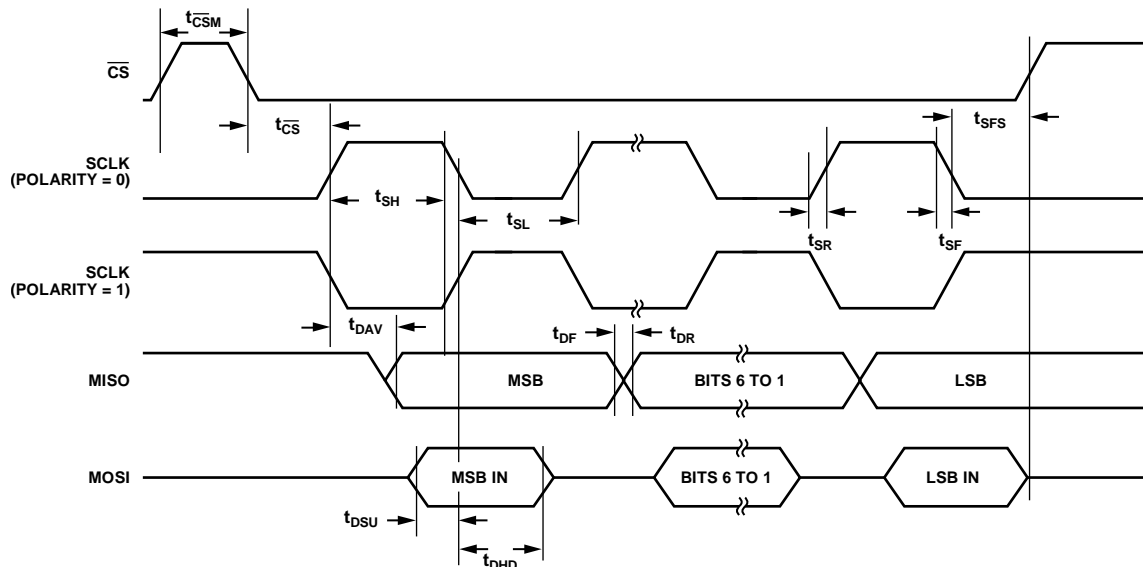 tCSM
CS
tCS
tSFS
SCLK
(POLARITY = 0)
tSH
tSL
tSR
tSF
SCLK
(POLARITY = 1)
tDAV
tDF
tDR
MISO
MSB
BITS 6 TO 1
LSB
MOSI
MSB IN
BITS 6 TO 1
LSB IN
tDSU
tDHD